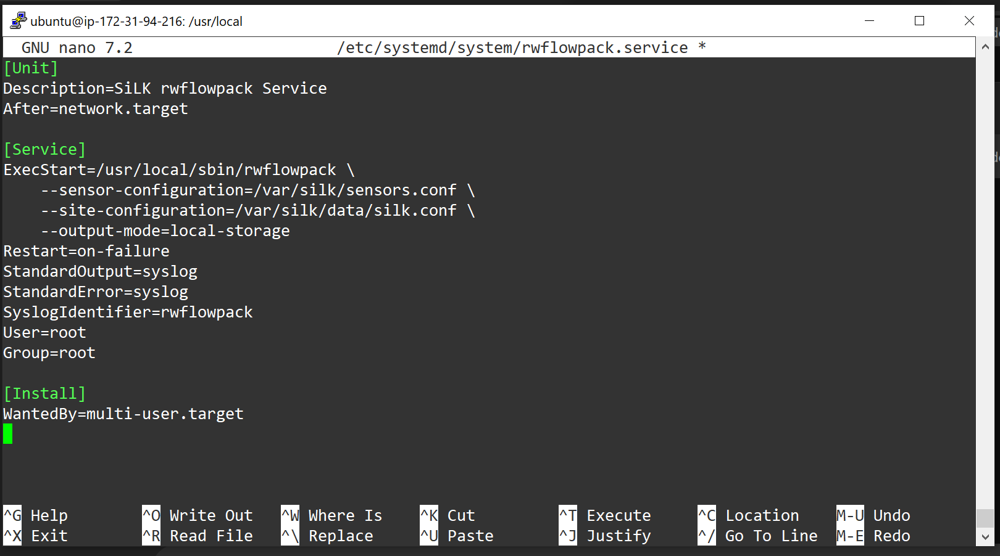 ubuntu@ip-172-31-94-216: /usr/local
GNU nano 7.2 /etc/systemd/system/rwflowpack.service *
[Unit]
Description=SiLK rwflowpack Service
After=network.target
[Service]
ExecStart=/usr/local/sbin/rwflowpack \
    --sensor-configuration=/var/silk/sensors.conf \
    --site-configuration=/var/silk/data/silk.conf \
    --output-mode=local-storage
Restart=on-failure
StandardOutput=syslog
StandardError=syslog
SyslogIdentifier=rwflowpack
User=root
Group=root
[Install]
WantedBy=multi-user.target
^G Help ^O Write Out ^W Where Is ^K Cut ^T Execute ^C Location M-U Undo
^X Exit ^R Read File ^\ Replace ^U Paste ^J Justify ^/ Go To Line M-E Redo